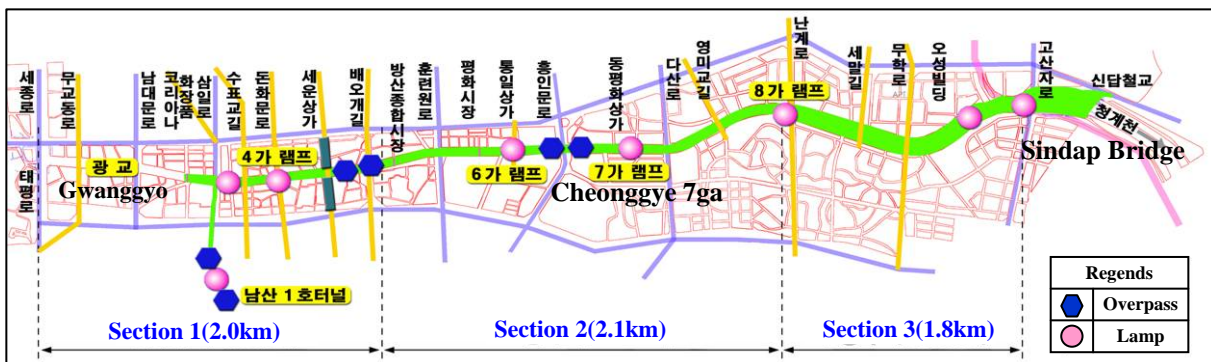 세종로
무교동로
남대문로
코리아나
화장품
삼일로
수표교길
돈화문로
세운상가
배오개길
방산종합시장
훈련원로
평화시장
통일상가
흥인문로
동평화상가
다산로
영미교길
난계로
세말길
무학로
오성빌딩
고산자로
신답철교
청계천
8가 램프
4가 램프
광교
Gwanggyo
태평로
6가 램프
7가 램프
Cheonggye 7ga
Sindap Bridge
남산 1호터널
Regends
Overpass
Lamp
Section 1(2.0km)
Section 2(2.1km)
Section 3(1.8km)